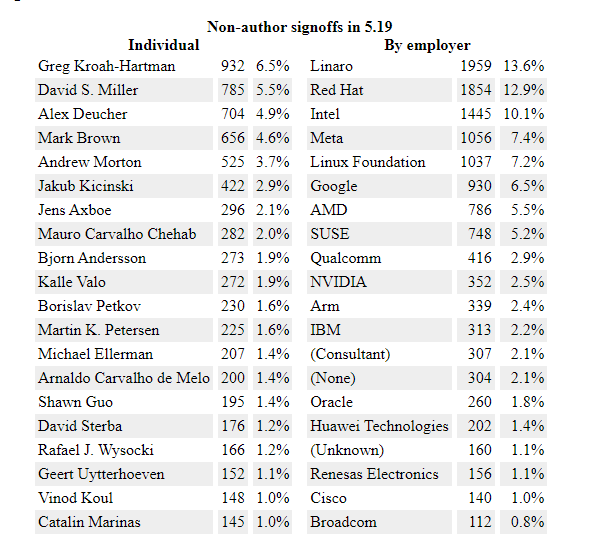 Non-author signoffs in 5.19
Individual By employer
Greg Kroah-Hartman 932 6.5% Linaro 1959 13.6%
David S. Miller 785 5.5% Red Hat 1854 12.9%
Alex Deucher 704 4.9% Intel 1445 10.1%
Mark Brown 656 4.6% Meta 1056 7.4%
Andrew Morton 525 3.7% Linux Foundation 1037 7.2%
Jakub Kicinski 422 2.9% Google 930 6.5%
Jens Axboe 296 2.1% AMD 786 5.5%
Mauro Carvalho Chehab 282 2.0% SUSE 748 5.2%
Bjorn Andersson 273 1.9% Qualcomm 416 2.9%
Kalle Valo 272 1.9% NVIDIA 352 2.5%
Borislav Petkov 230 1.6% Arm 339 2.4%
Martin K. Petersen 225 1.6% IBM 313 2.2%
Michael Ellerman 207 1.4% (Consultant) 307 2.1%
Arnaldo Carvalho de Melo 200 1.4% (None) 304 2.1%
Shawn Guo 195 1.4% Oracle 260 1.8%
David Sterba 176 1.2% Huawei Technologies 202 1.4%
Rafael J. Wysocki 166 1.2% (Unknown) 160 1.1%
Geert Uytterhoeven 152 1.1% Renesas Electronics 156 1.1%
Vinod Koul 148 1.0% Cisco 140 1.0%
Catalin Marinas 145 1.0% Broadcom 112 0.8%